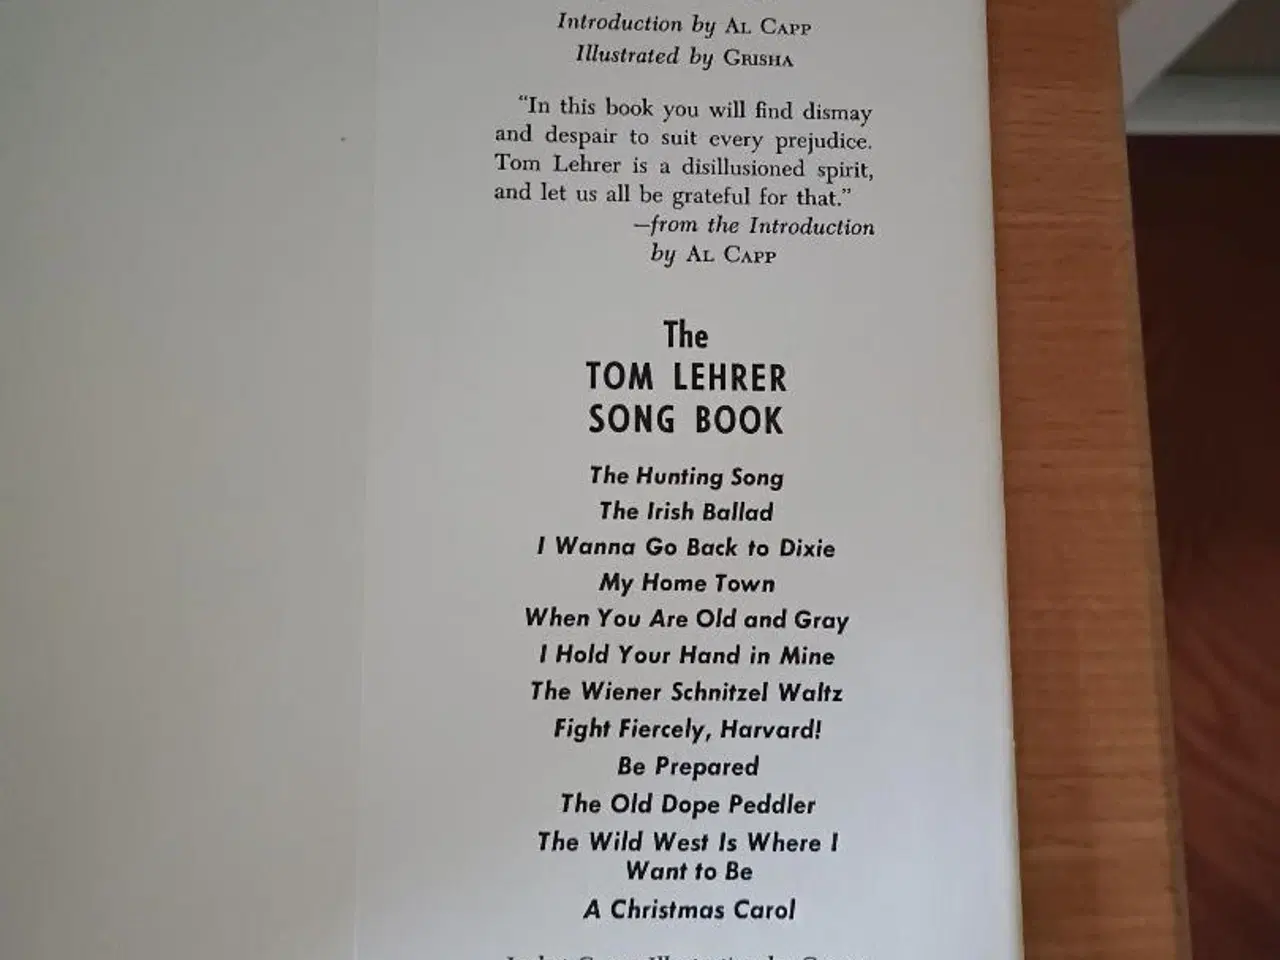 Introduction by AL CAPP
Illustrated by GRISHA
“In this book you will find dismay
and despair to suit every prejudice.
Tom Lehrer is a disillusioned spirit,
and let us all be grateful for that.”
—from the Introduction
by AL CAPP
The
TOM LEHRER
SONG BOOK
The Hunting Song
The Irish Ballad
I Wanna Go Back to Dixie
My Home Town
When You Are Old and Gray
I Hold Your Hand in Mine
The Wiener Schnitzel Waltz
Fight Fiercely, Harvard!
Be Prepared
The Old Dope Peddler
The Wild West Is Where I
Want to Be
A Christmas Carol